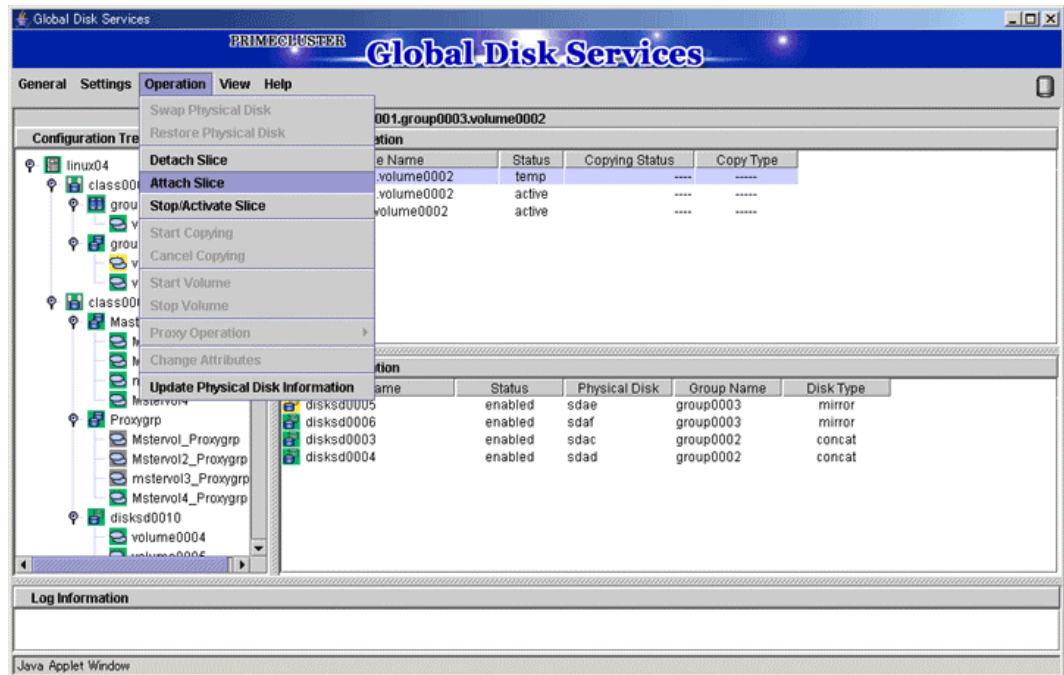 Global Disk Services
PRIMECLUSTER
Global Disk Services
General Settings Operation View Help
Swap Physical Disk
Restore Physical Disk
Detach Slice
Attach Slice
Stop/Activate Slice
Start Copying
Cancel Copying
Start Volume
Stop Volume
Proxy Operation
Change Attributes
Update Physical Disk Information
001.group0003.volume0002
Configuration Tre
linux04
class00
grou
v
grou
v
v
class000
Mast
M
M
n
Mstervol4
Proxygrp
Mstervol_Proxygrp
Mstervol2_Proxygrp
mstervol3_Proxygrp
Mstervol4_Proxygrp
disksd0010
volume0004
volume0006
ation
e Name Status Copying Status Copy Type
.volume0002 temp ---- -----
.volume0002 active ---- -----
volume0002 active ---- -----
ation
ame Status Physical Disk Group Name Disk Type
disksd0005 enabled sdae group0003 mirror
disksd0006 enabled sdaf group0003 mirror
disksd0003 enabled sdac group0002 concat
disksd0004 enabled sdad group0002 concat
Log Information
Java Applet Window